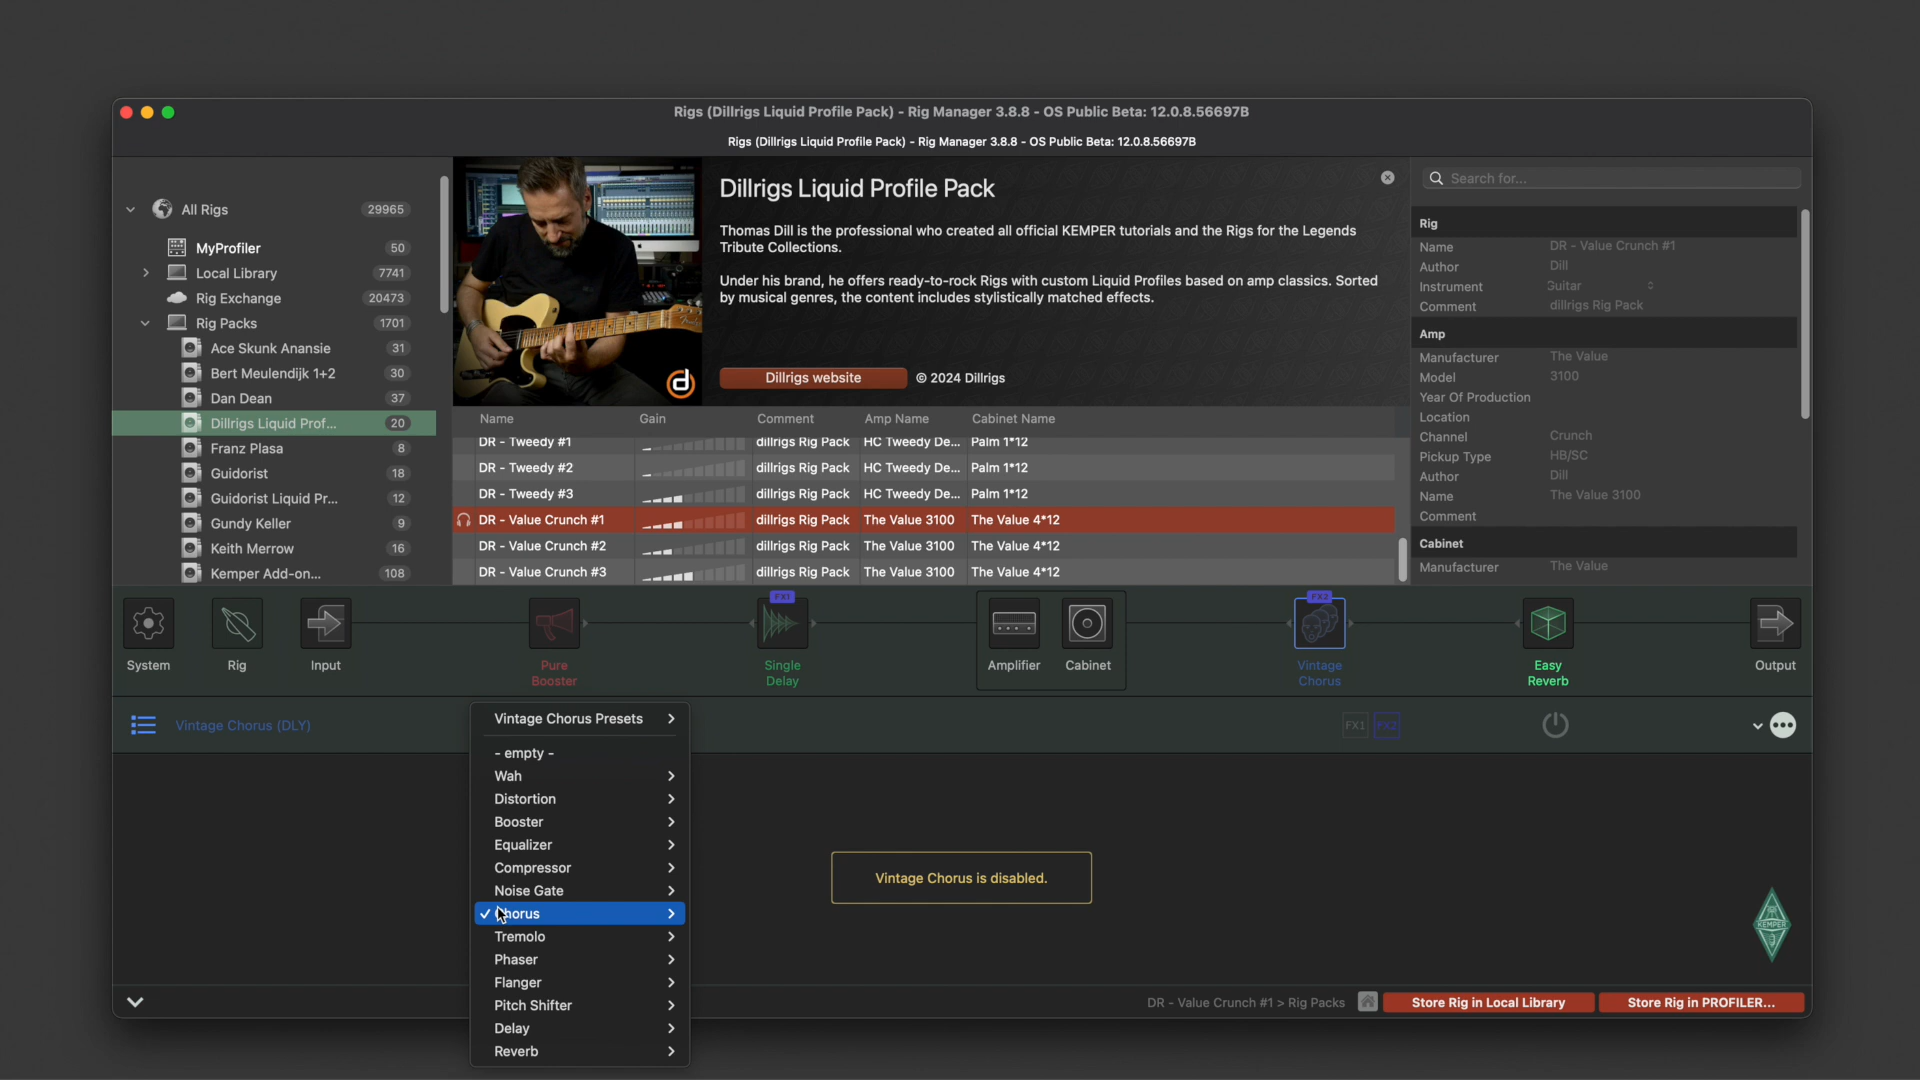 Rigs (Dillrigs Liquid Profile Pack) - Rig Manager 3.8.8 - OS Public Beta: 12.0.8.56697B
Rigs (Dillrigs Liquid Profile Pack) - Rig Manager 3.8.8 - OS Public Beta: 12.0.8.56697B
All Rigs 29965
MyProfiler 50
Local Library 7741
Rig Exchange 20473
Rig Packs 1701
Ace Skunk Anansie 31
Bert Meulendijk 1+2 30
Dan Dean 37
Dillrigs Liquid Prof... 20
Franz Plasa 8
Guidorist 18
Guidorist Liquid Pr... 12
Gundy Keller 9
Keith Merrow 16
Kemper Add-on... 108
Dillrigs Liquid Profile Pack
Thomas Dill is the professional who created all official KEMPER tutorials and the Rigs for the Legends
Tribute Collections.
Under his brand, he offers ready-to-rock Rigs with custom Liquid Profiles based on amp classics. Sorted
by musical genres, the content includes stylistically matched effects.
d
Dillrigs website © 2024 Dillrigs
Name Gain Comment Amp Name Cabinet Name
DR - Tweedy #1 dillrigs Rig Pack HC Tweedy De... Palm 1*12
DR - Tweedy #2 dillrigs Rig Pack HC Tweedy De... Palm 1*12
DR - Tweedy #3 dillrigs Rig Pack HC Tweedy De... Palm 1*12
DR - Value Crunch #1 dillrigs Rig Pack The Value 3100 The Value 4*12
DR - Value Crunch #2 dillrigs Rig Pack The Value 3100 The Value 4*12
DR - Value Crunch #3 dillrigs Rig Pack The Value 3100 The Value 4*12
Search for...
Rig
Name DR - Value Crunch #1
Author Dill
Instrument Guitar
Comment dillrigs Rig Pack
Amp
Manufacturer The Value
Model 3100
Year Of Production
Location
Channel Crunch
Pickup Type HB/SC
Author Dill
Name The Value 3100
Comment
Cabinet
Manufacturer The Value
FX1 FX2
System Rig Input Pure Booster Single Delay Amplifier Cabinet Vintage Chorus Easy Reverb Output
Vintage Chorus (DLY)
FX1 FX2
Vintage Chorus Presets
- empty -
Wah
Distortion
Booster
Equalizer
Compressor
Noise Gate
Chorus
Tremolo
Phaser
Flanger
Pitch Shifter
Delay
Reverb
Vintage Chorus is disabled.
KEMPER
DR - Value Crunch #1 > Rig Packs
Store Rig in Local Library
Store Rig in PROFILER...